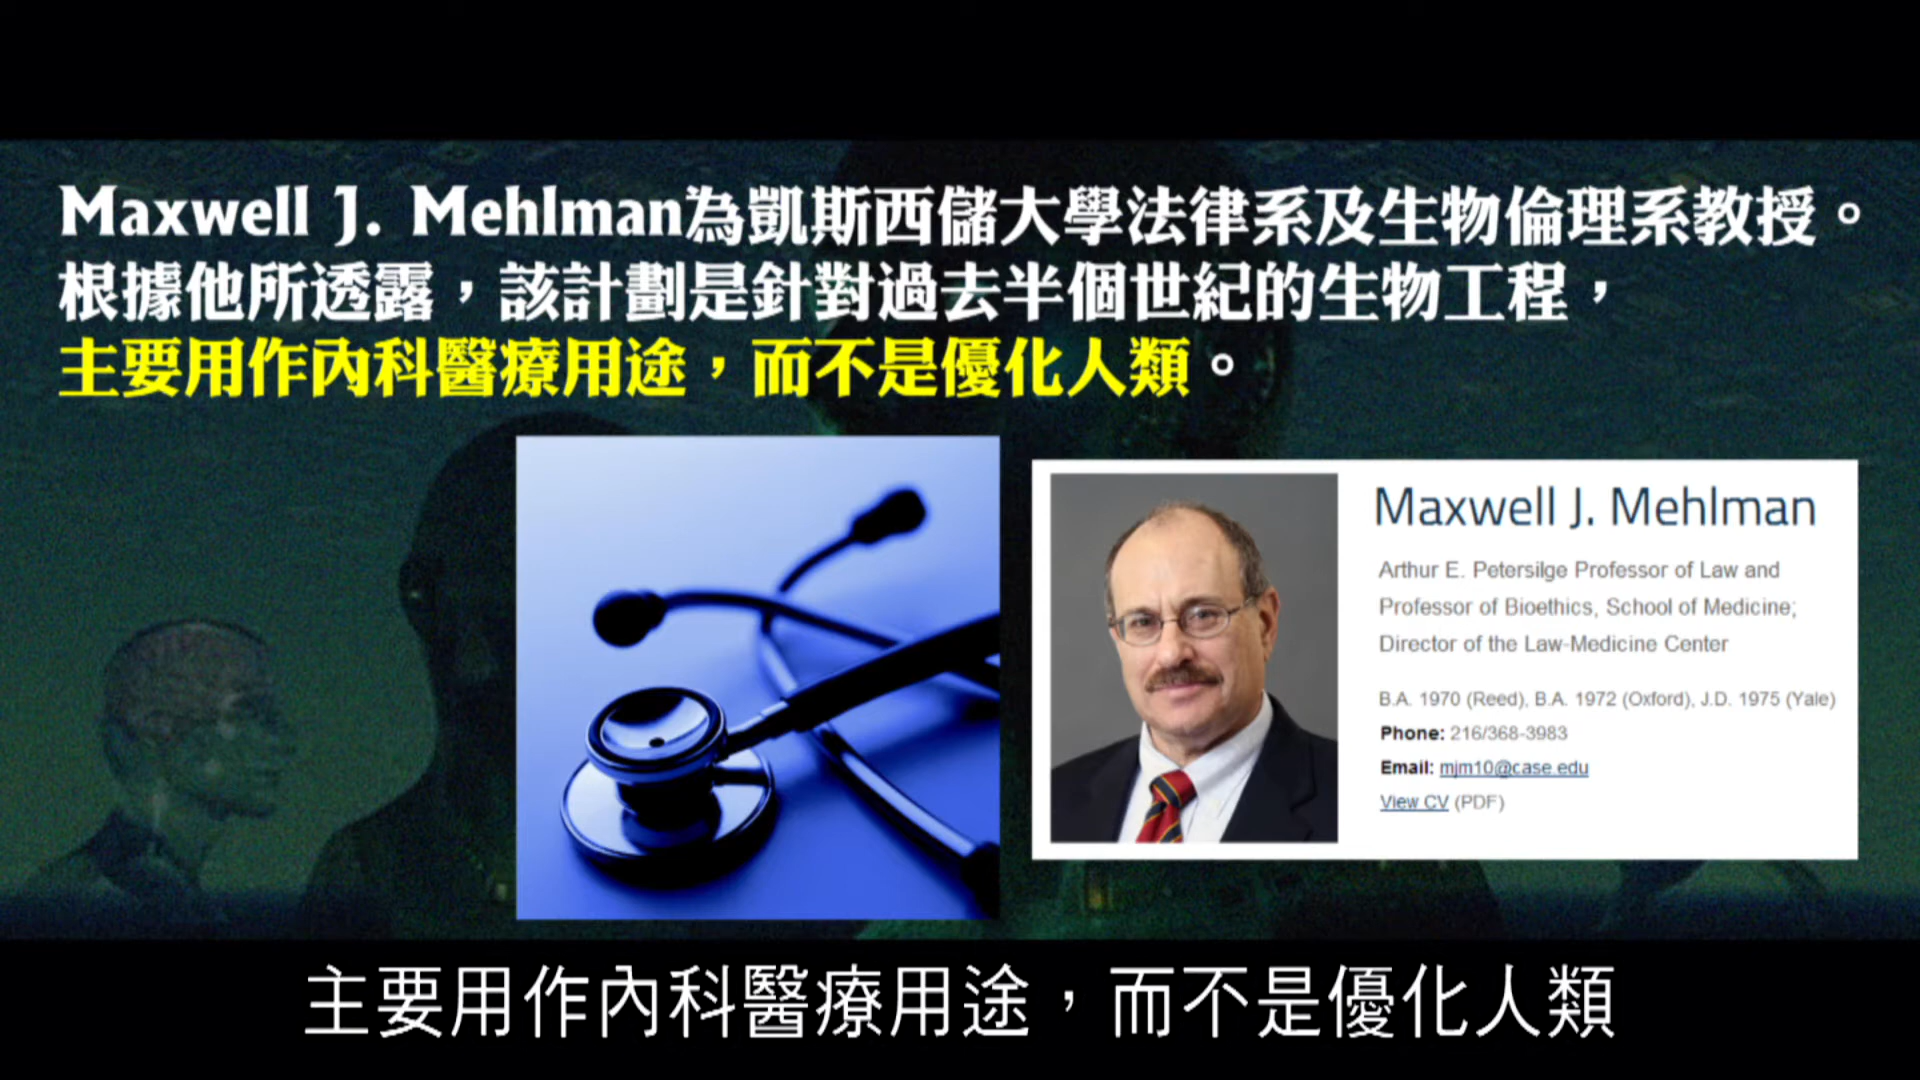 Maxwell J. Mehlman為凱斯西儲大學法律系及生物倫理系教授。
根據他所透露，該計劃是針對過去半個世紀的生物工程，
主要用作內科醫療用途，而不是優化人類。
Maxwell J. Mehlman
Arthur E. Petersilge Professor of Law and
Professor of Bioethics, School of Medicine;
Director of the Law-Medicine Center
B.A. 1970 (Reed), B.A. 1972 (Oxford), J.D. 1975 (Yale)
Phone: 216/368-3983
Email: mjm10@case.edu
View CV (PDF)
主要用作內科醫療用途，而不是優化人類